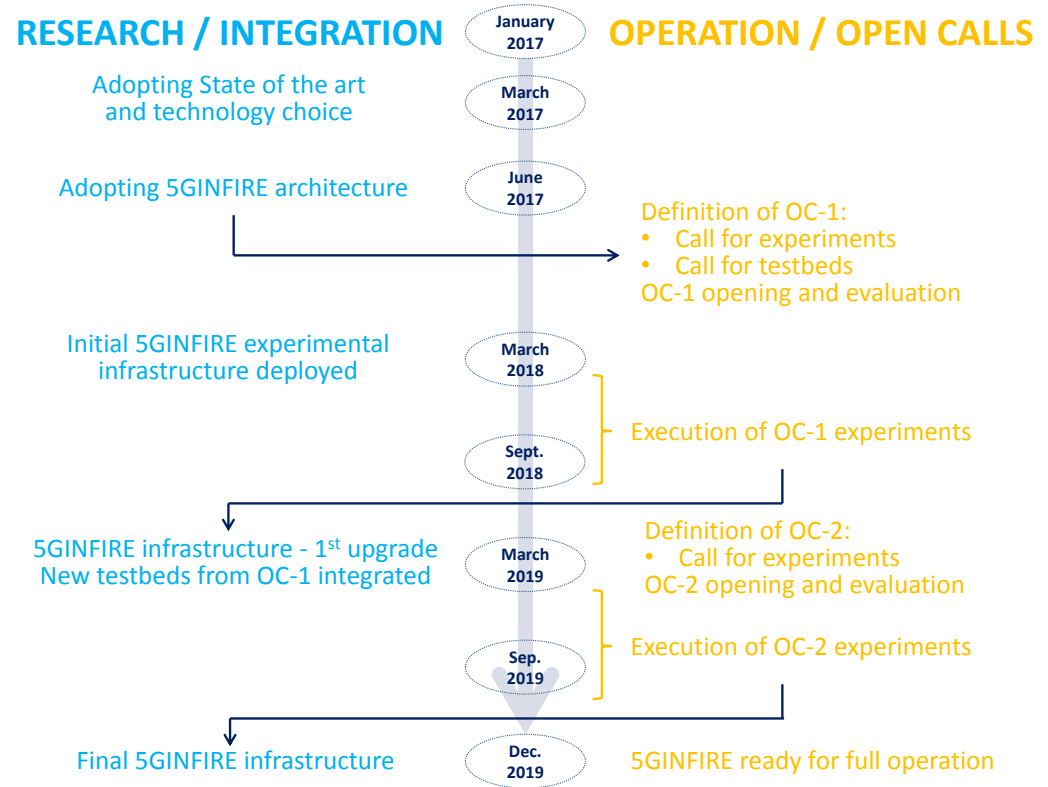 RESEARCH / INTEGRATION
January
2017
OPERATION / OPEN CALLS
Adopting State of the art
and technology choice
March
2017
Adopting 5GINFIRE architecture
June
2017
Definition of OC-1:
• Call for experiments
• Call for testbeds
OC-1 opening and evaluation
Initial 5GINFIRE experimental
infrastructure deployed
March
2018
Execution of OC-1 experiments
Sept.
2018
5GINFIRE infrastructure - 1st upgrade
New testbeds from OC-1 integrated
March
2019
Definition of OC-2:
• Call for experiments
OC-2 opening and evaluation
Execution of OC-2 experiments
Sep.
2019
Final 5GINFIRE infrastructure
Dec.
2019
5GINFIRE ready for full operation